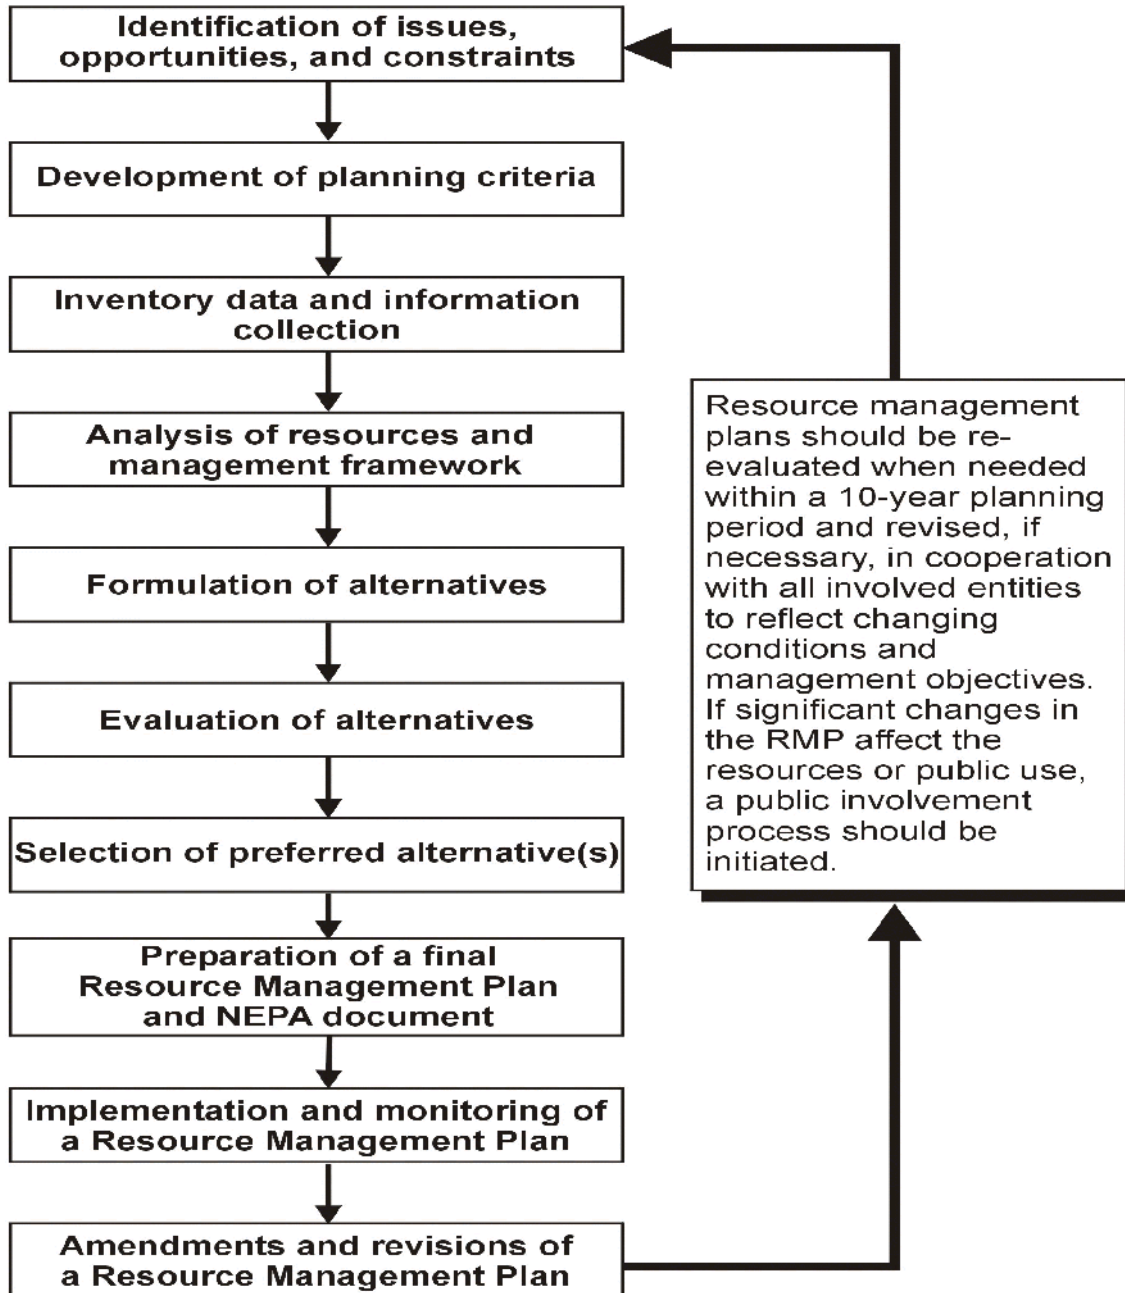 Identification of issues,
opportunities, and constraints
Development of planning criteria
Inventory data and information
collection
Analysis of resources and
management framework
Formulation of alternatives
Evaluation of alternatives
Selection of preferred alternative(s)
Preparation of a final
Resource Management Plan
and NEPA document
Implementation and monitoring of
a Resource Management Plan
Amendments and revisions of
a Resource Management Plan
Resource management
plans should be re-
evaluated when needed
within a 10-year planning
period and revised, if
necessary, in cooperation
with all involved entities
to reflect changing
conditions and
management objectives.
If significant changes in
the RMP affect the
resources or public use,
a public involvement
process should be
initiated.